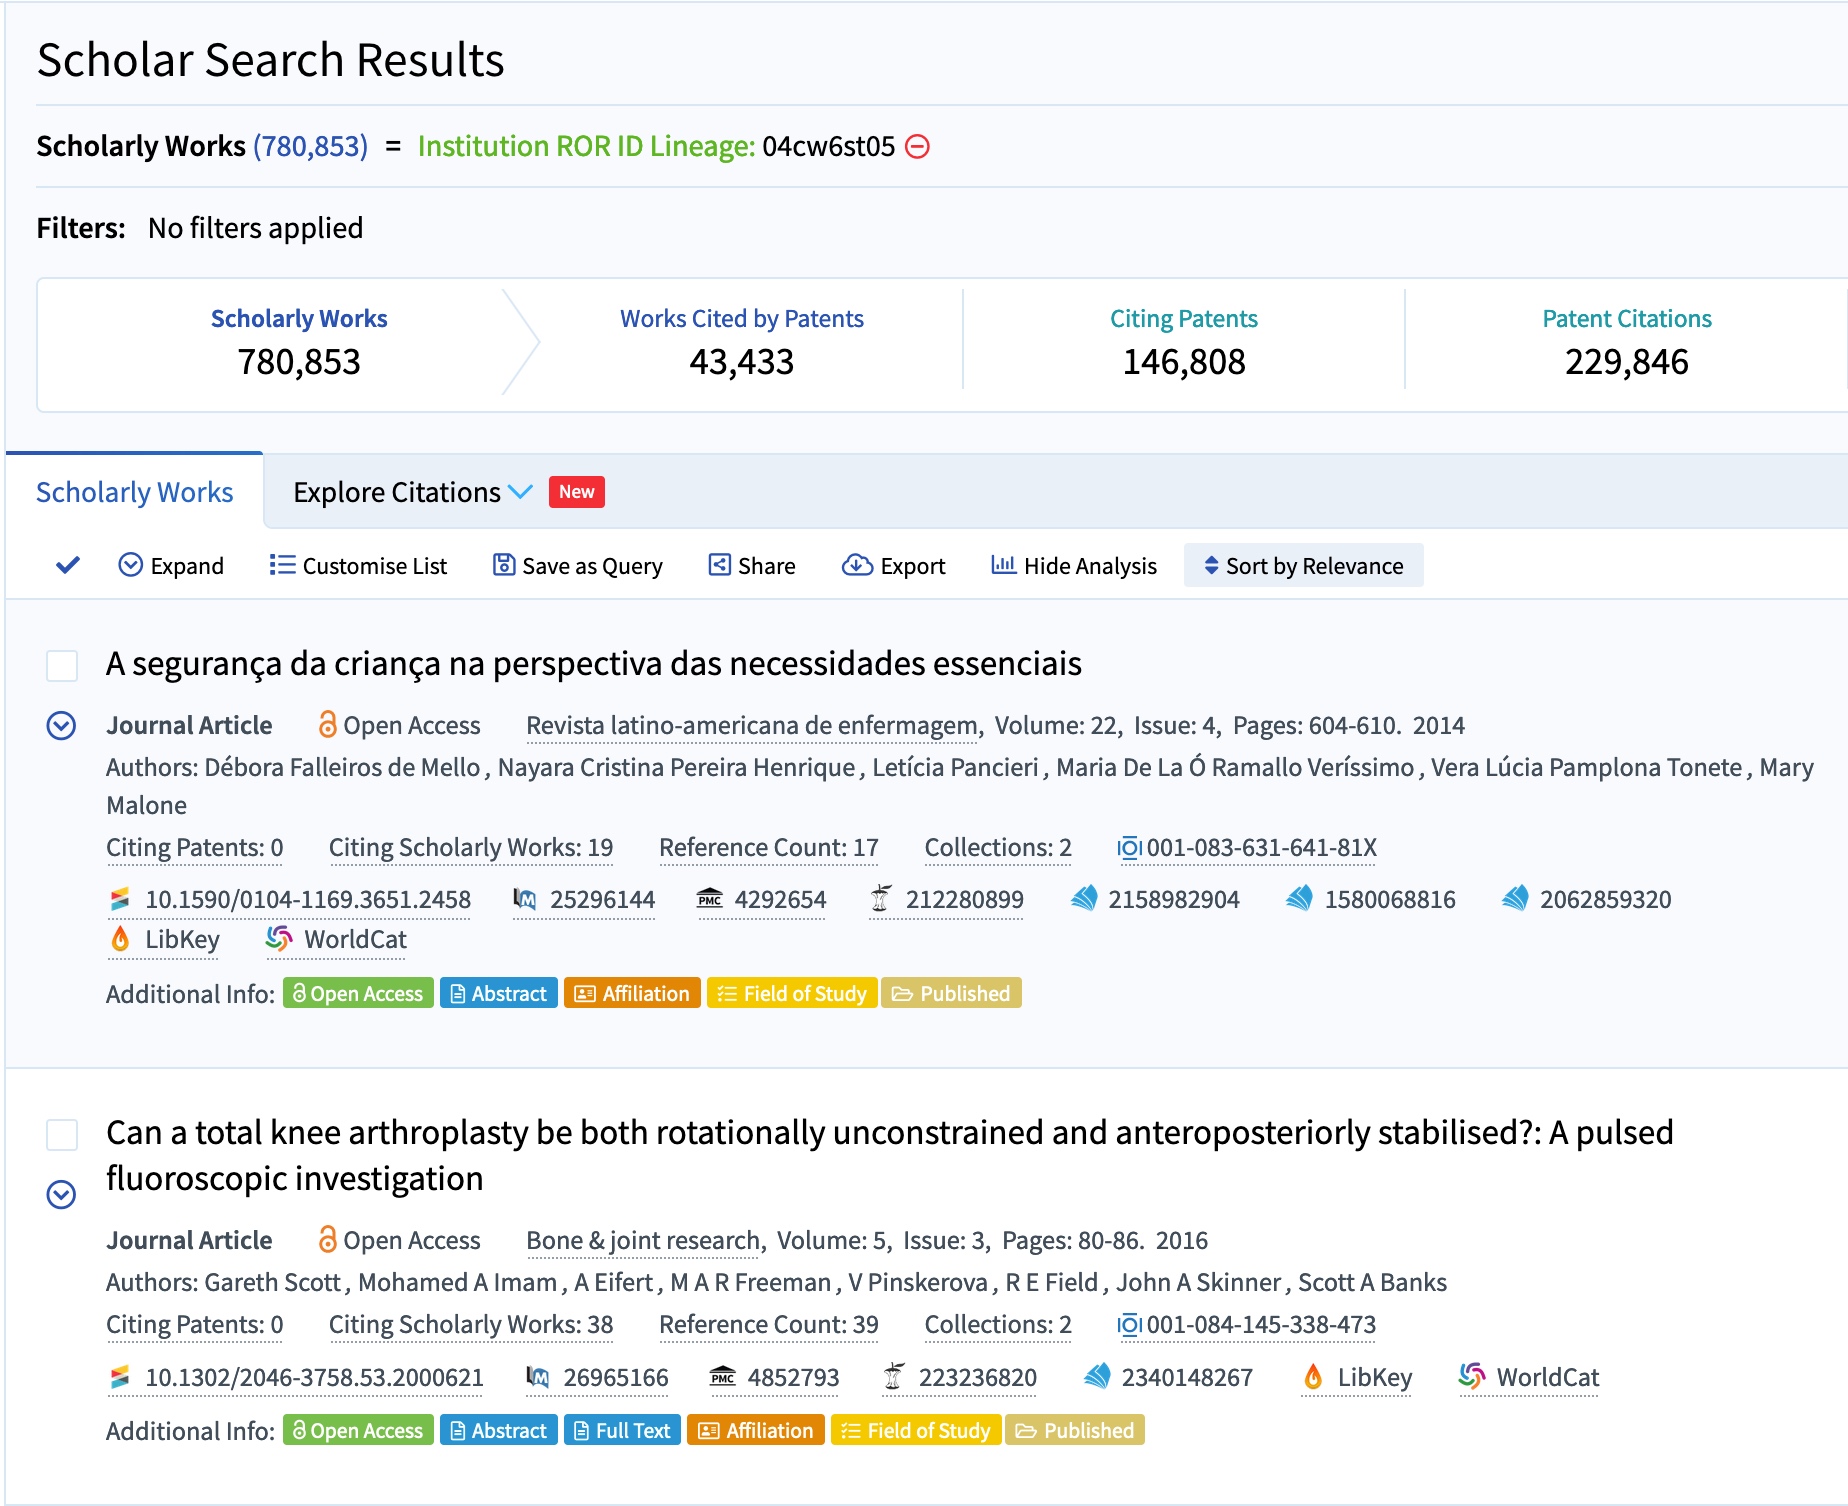 Scholar Search Results
Scholarly Works (780,853) = Institution ROR ID Lineage: 04cw6st05
Filters: No filters applied
Scholarly Works
780,853
Works Cited by Patents
43,433
Citing Patents
146,808
Patent Citations
229,846
Scholarly Works
Explore Citations New
Expand Customise List Save as Query Share Export Hide Analysis Sort by Relevance
A segurança da criança na perspectiva das necessidades essenciais
Journal Article Open Access Revista latino-americana de enfermagem, Volume: 22, Issue: 4, Pages: 604-610. 2014
Authors: Débora Falleiros de Mello, Nayara Cristina Pereira Henrique, Letícia Pancieri, Maria De La Ó Ramallo Veríssimo, Vera Lúcia Pamplona Tonete, Mary
Malone
Citing Patents: 0 Citing Scholarly Works: 19 Reference Count: 17 Collections: 2 001-083-631-641-81X
10.1590/0104-1169.3651.2458 M 25296144 PMC 4292654 212280899 2158982904 1580068816 2062859320
LibKey WorldCat
Additional Info: Open Access Abstract Affiliation Field of Study Published
Can a total knee arthroplasty be both rotationally unconstrained and anteroposteriorly stabilised?: A pulsed
fluoroscopic investigation
Journal Article Open Access Bone & joint research, Volume: 5, Issue: 3, Pages: 80-86. 2016
Authors: Gareth Scott, Mohamed A Imam, A Eifert, M A R Freeman, V Pinskerova, R E Field, John A Skinner, Scott A Banks
Citing Patents: 0 Citing Scholarly Works: 38 Reference Count: 39 Collections: 2 001-084-145-338-473
10.1302/2046-3758.53.2000621 M 26965166 PMC 4852793 223236820 2340148267 LibKey WorldCat
Additional Info: Open Access Abstract Full Text Affiliation Field of Study Published